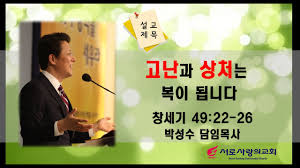 설교
제목
고난과 상처는
복이 됩니다
창세기 49:22-26
박성수 담임목사
서로사랑의교회